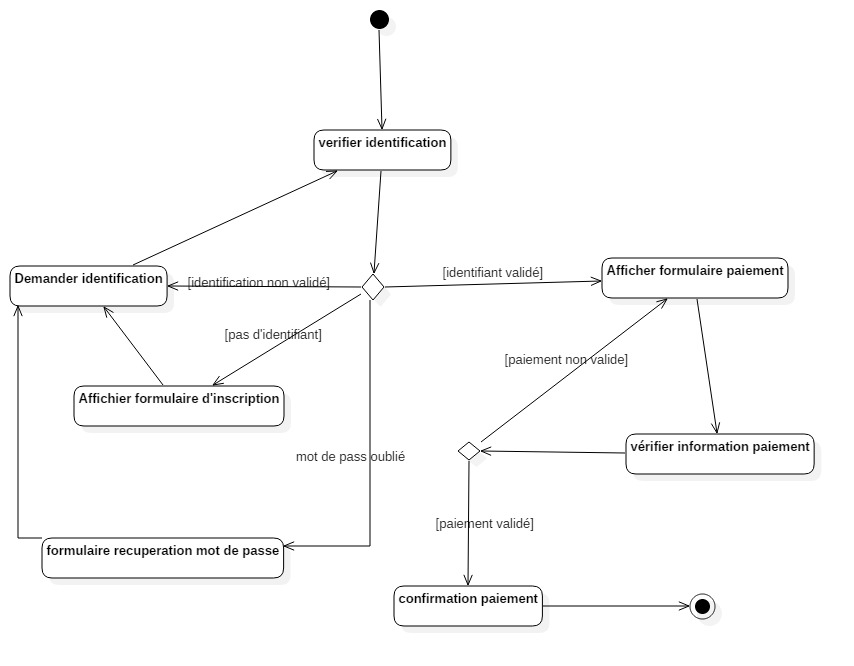 verifier identification
Demander identification
[identification non validé]
[identifiant validé]
Afficher formulaire paiement
[pas d'identifiant]
[paiement non valide]
Affichier formulaire d'inscription
vérifier information paiement
mot de pass oublié
[paiement validé]
formulaire recuperation mot de passe
confirmation paiement